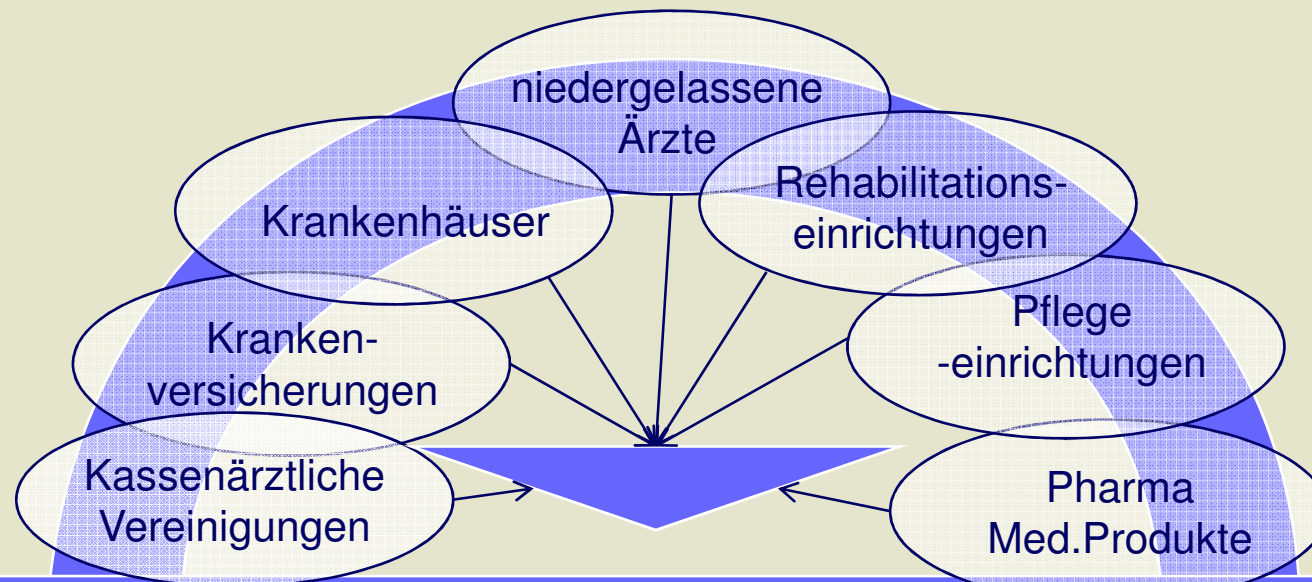 niedergelassene
Ärzte
Krankenhäuser
Rehabilitations-
einrichtungen
Kranken-
versicherungen
Pflege
-einrichtungen
Kassenärztliche
Vereinigungen
Pharma
Med.Produkte